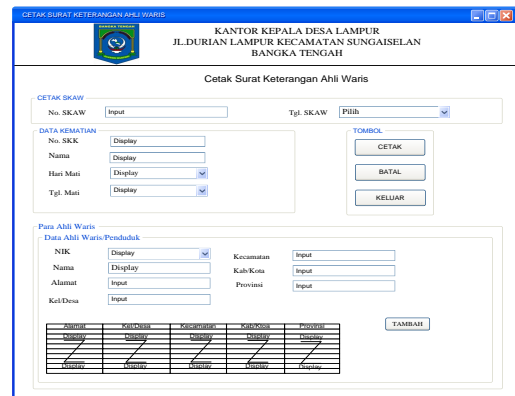 CETAK SURAT KETERANGAN AHLI WARIS
BANGKA TENGAH
KANTOR KEPALA DESA LAMPUR
JL.DURIAN LAMPUR KECAMATAN SUNGAISELAN
BANGKA TENGAH
Cetak Surat Keterangan Ahli Waris
CETAK SKAW
No. SKAW Input Tgl. SKAW Pilih
DATA KEMATIAN TOMBOL
No. SKK Display
CETAK
Nama Display
Hari Mati Display
BATAL
Tgl. Mati Display
KELUAR
Para Ahli Waris
Data Ahli Waris/Penduduk
NIK Display Kecamatan Input
Nama Display Kab/Kota Input
Alamat Input Provinsi Input
Kel/Desa Input
TAMBAH
Alamat Kel/Desa Kecamatan Kab/Ktoa Provinsi
Display Display Display Display Display
Display Display Display Display Display